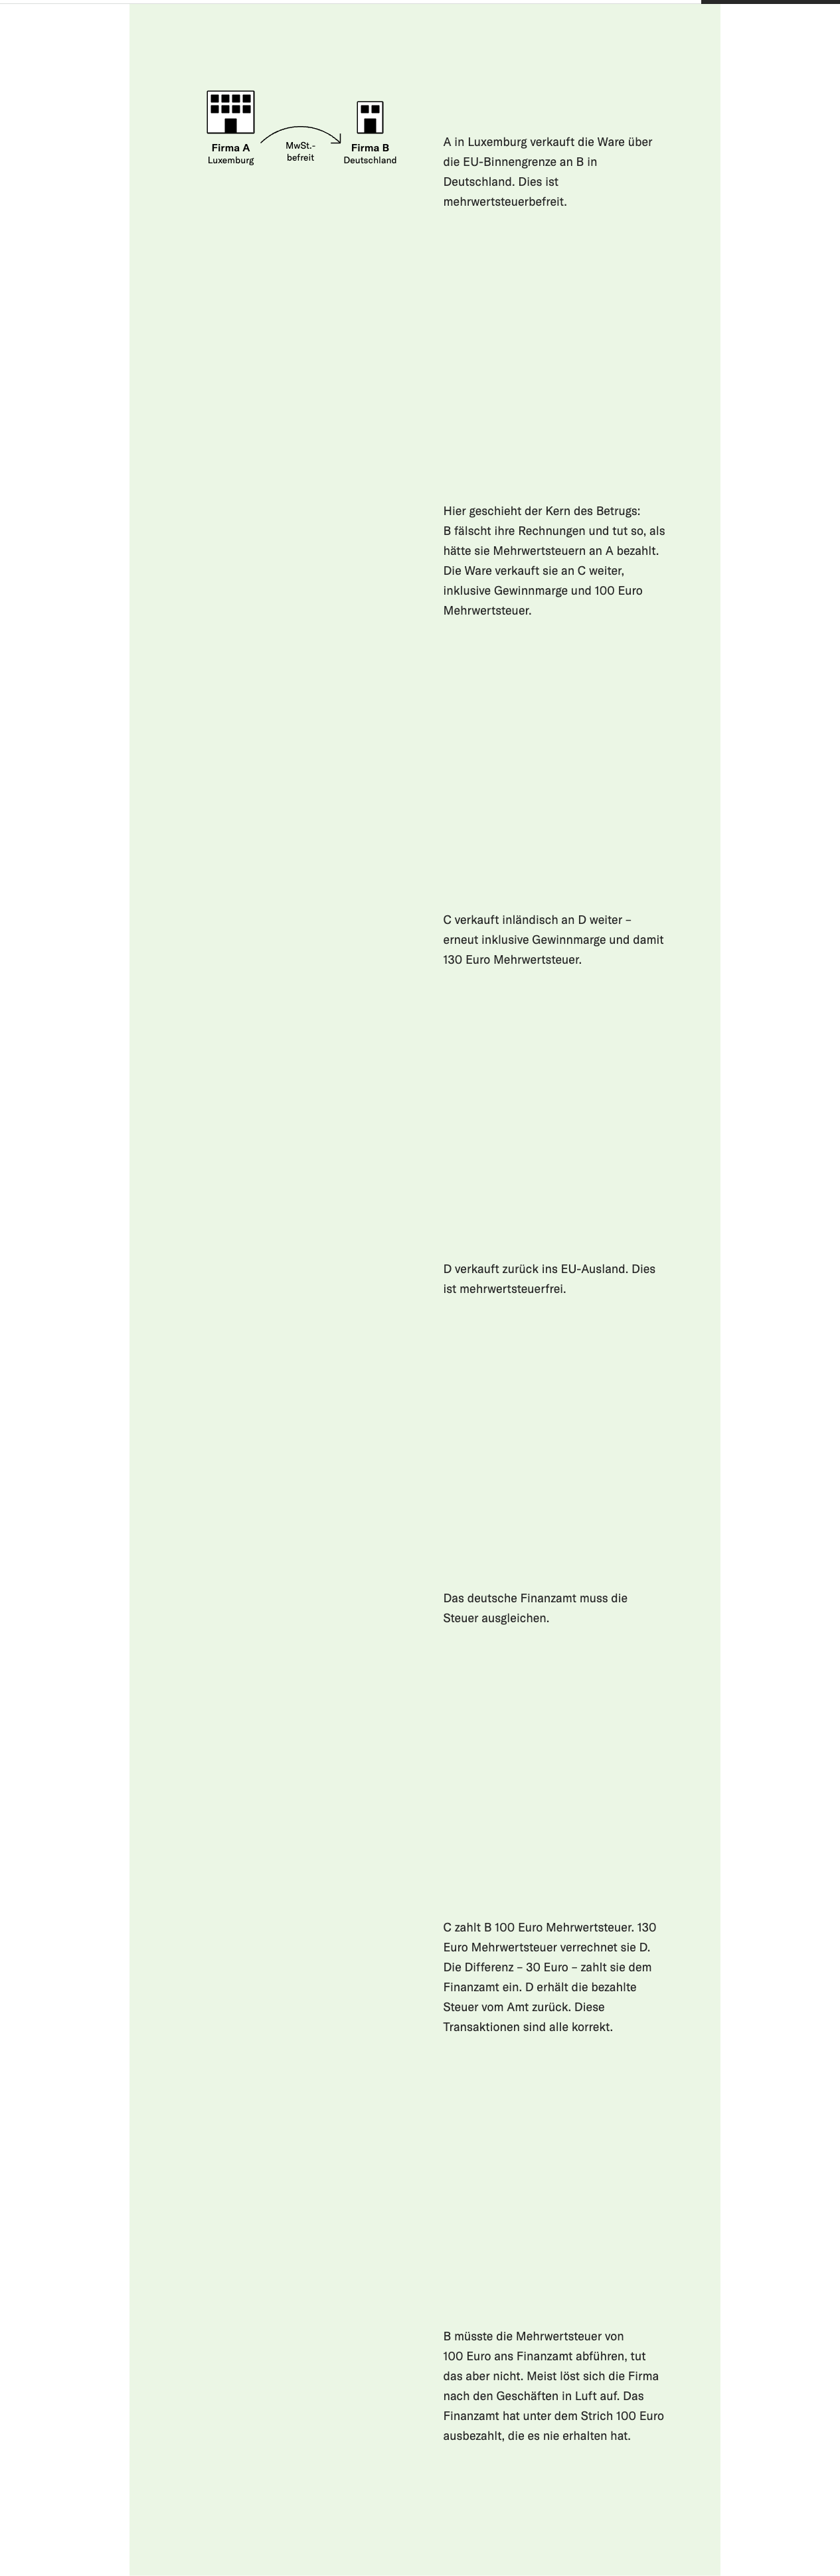 Firma A
Luxemburg
MwSt.-
befreit
Firma B
Deutschland
A in Luxemburg verkauft die Ware über
die EU-Binnengrenze an B in
Deutschland. Dies ist
mehrwertsteuerbefreit.
Hier geschieht der Kern des Betrugs:
B fälscht ihre Rechnungen und tut so, als
hätte sie Mehrwertsteuern an A bezahlt.
Die Ware verkauft sie an C weiter,
inklusive Gewinnmarge und 100 Euro
Mehrwertsteuer.
C verkauft inländisch an D weiter –
erneut inklusive Gewinnmarge und damit
130 Euro Mehrwertsteuer.
D verkauft zurück ins EU-Ausland. Dies
ist mehrwertsteuerfrei.
Das deutsche Finanzamt muss die
Steuer ausgleichen.
C zahlt B 100 Euro Mehrwertsteuer. 130
Euro Mehrwertsteuer verrechnet sie D.
Die Differenz – 30 Euro – zahlt sie dem
Finanzamt ein. D erhält die bezahlte
Steuer vom Amt zurück. Diese
Transaktionen sind alle korrekt.
B müsste die Mehrwertsteuer von
100 Euro ans Finanzamt abführen, tut
das aber nicht. Meist löst sich die Firma
nach den Geschäften in Luft auf. Das
Finanzamt hat unter dem Strich 100 Euro
ausbezahlt, die es nie erhalten hat.